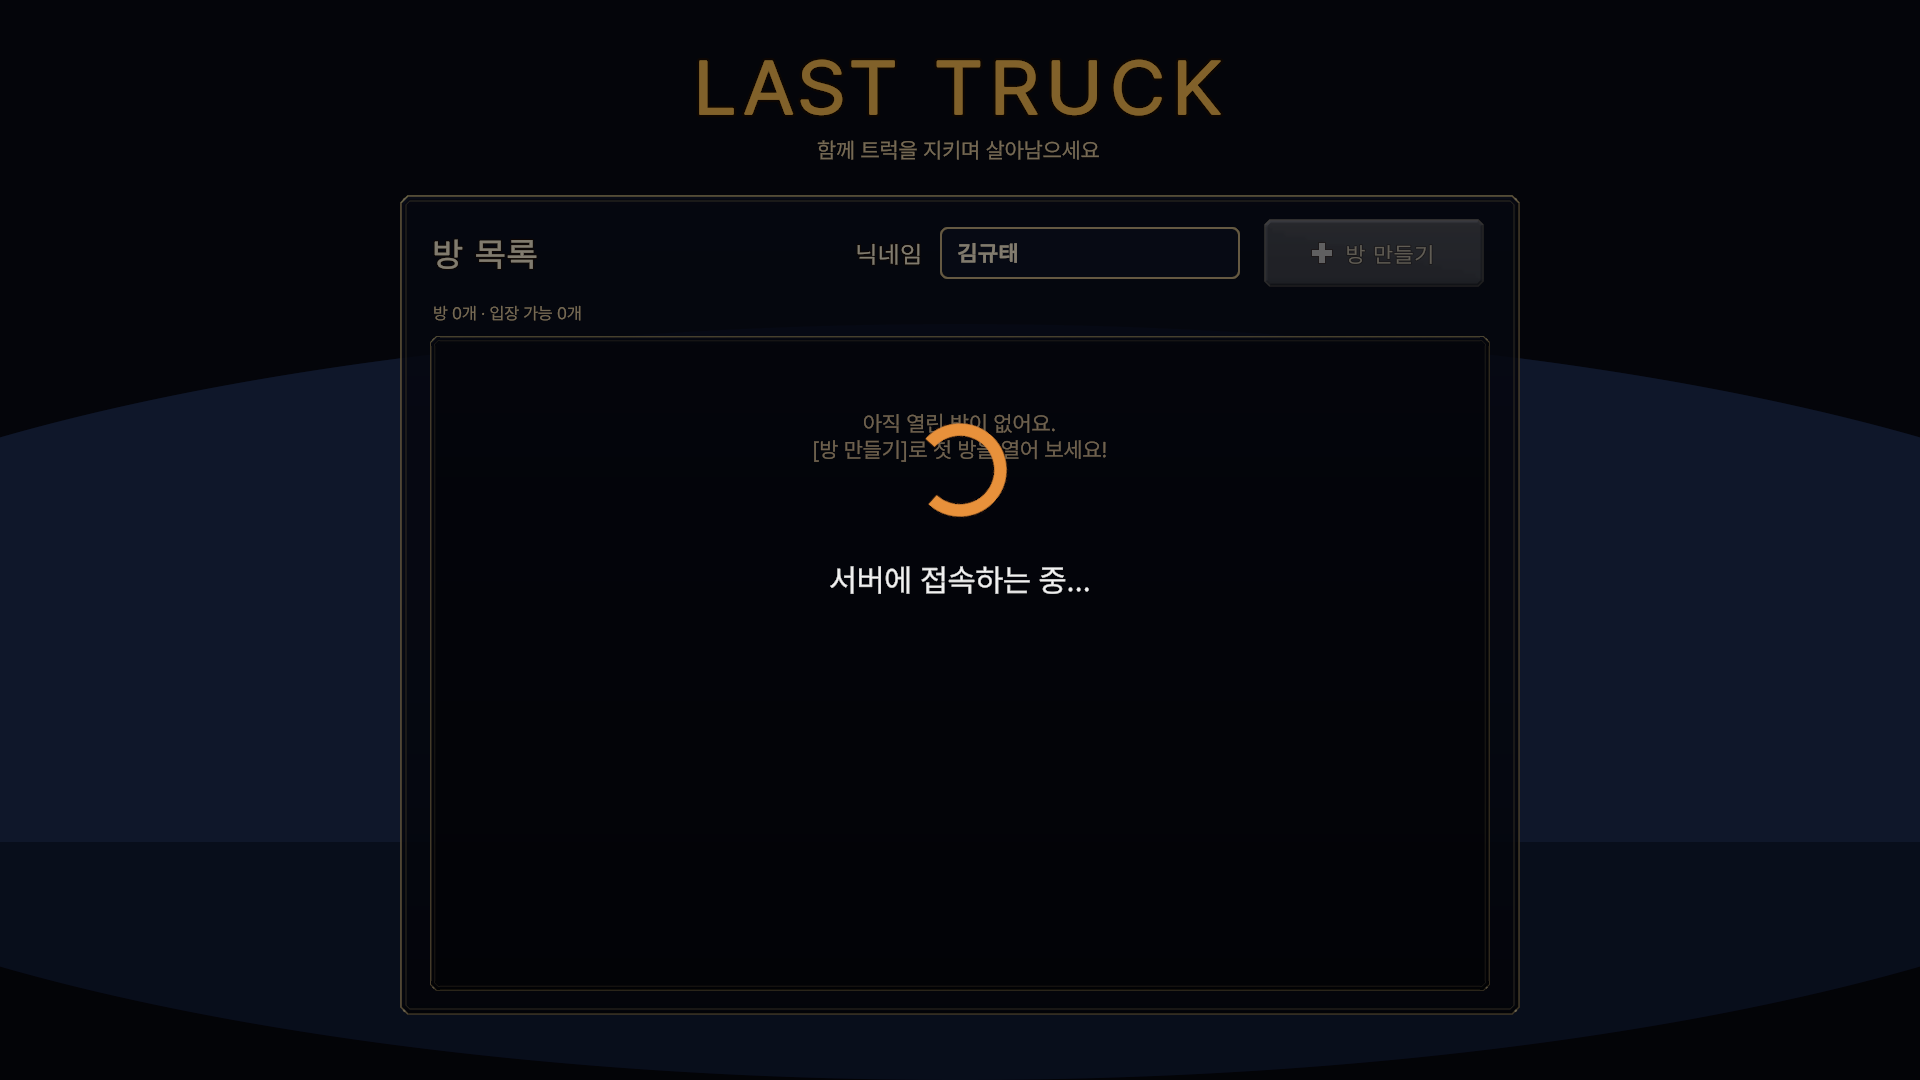 LAST TRUCK
함께 트럭을 지키며 살아남으세요
방 목록
닉네임
김규태
방 만들기
방 0개 · 입장 가능 0개
아직 열린 방이 없어요.
[방 만들기]로 첫 방을 열어 보세요!
서버에 접속하는 중...